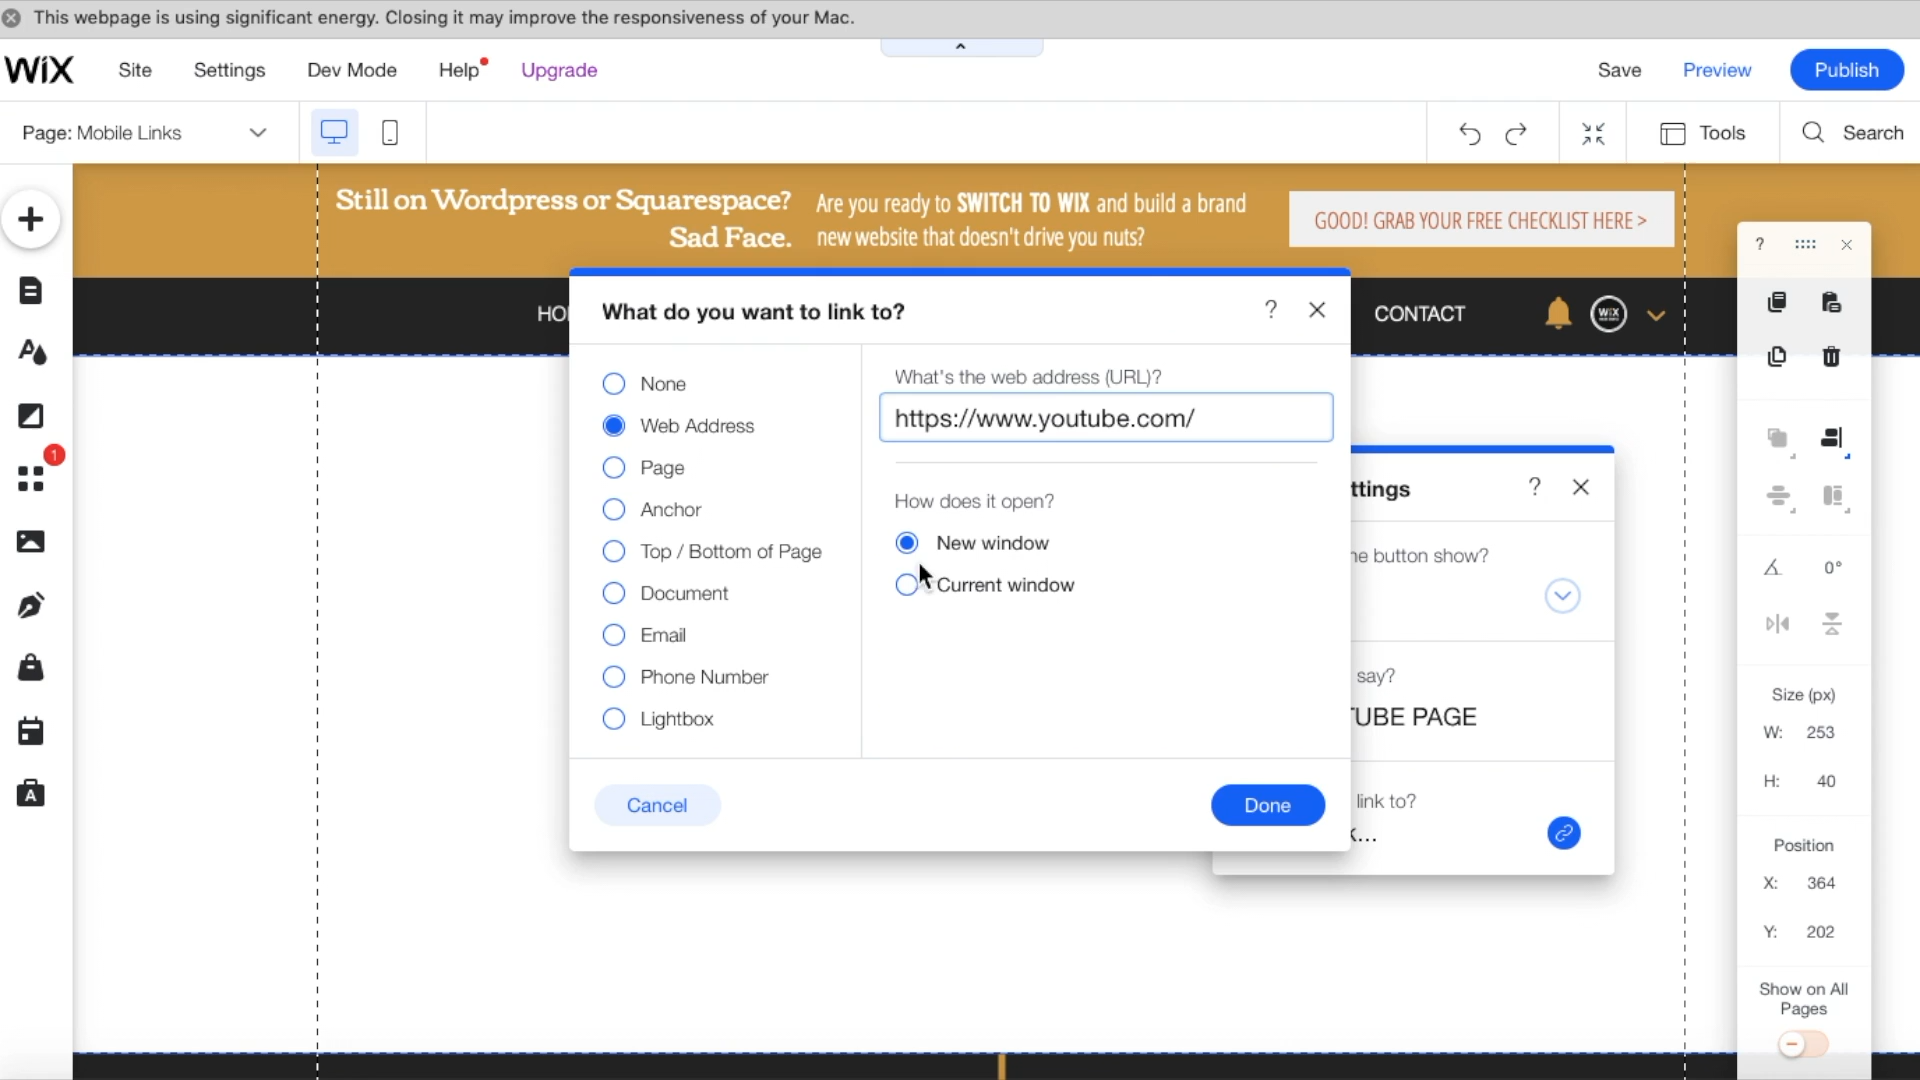 This webpage is using significant energy. Closing it may improve the responsiveness of your Mac.
WiX Site Settings Dev Mode Help Upgrade Save Preview Publish
Page: Mobile Links Tools Search
Still on Wordpress or Squarespace?
Sad Face.
Are you ready to SWITCH TO WIX and build a brand
new website that doesn't drive you nuts?
GOOD! GRAB YOUR FREE CHECKLIST HERE >
HO
CONTACT
WIX
What do you want to link to?
?
None
Web Address
Page
Anchor
Top / Bottom of Page
Document
Email
Phone Number
Lightbox
What's the web address (URL)?
https://www.youtube.com/
How does it open?
New window
Current window
Cancel
Done
ttings
?
he button show?
say?
TUBE PAGE
link to?
k...
?
0°
Size (px)
W: 253
H: 40
Position
X: 364
Y: 202
Show on All
Pages
1
A
A